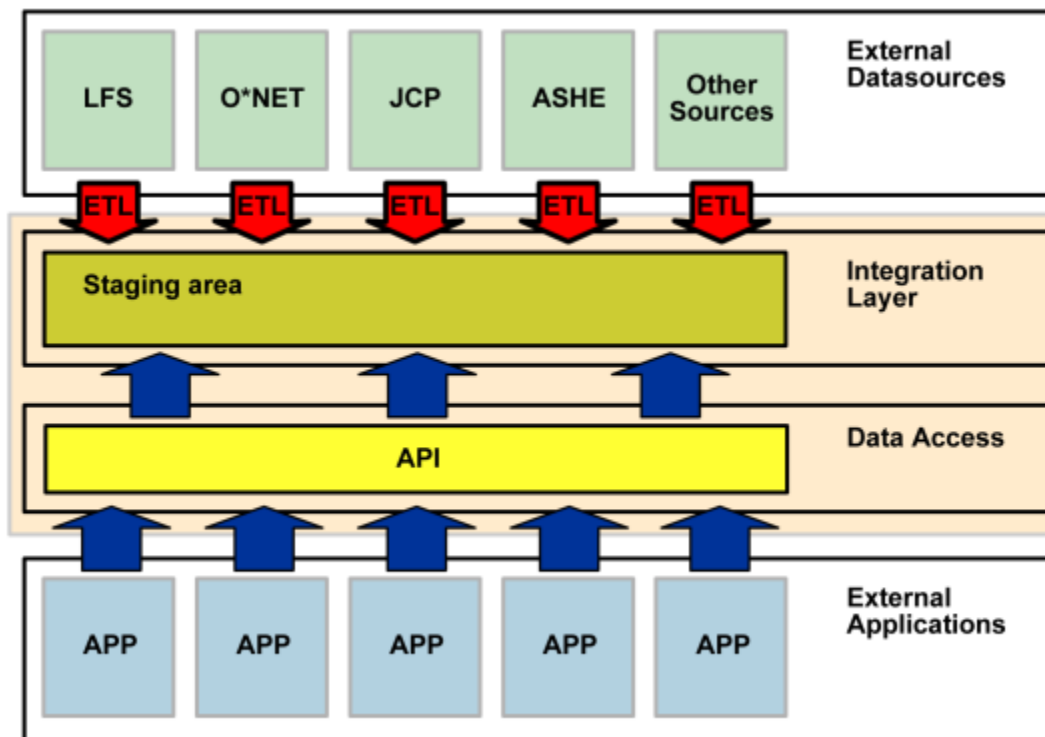 LFS
O*NET
JCP
ASHE
Other
Sources
External
Datasources
ETL
ETL
ETL
ETL
ETL
Staging area
Integration
Layer
API
Data Access
APP
APP
APP
APP
APP
External
Applications